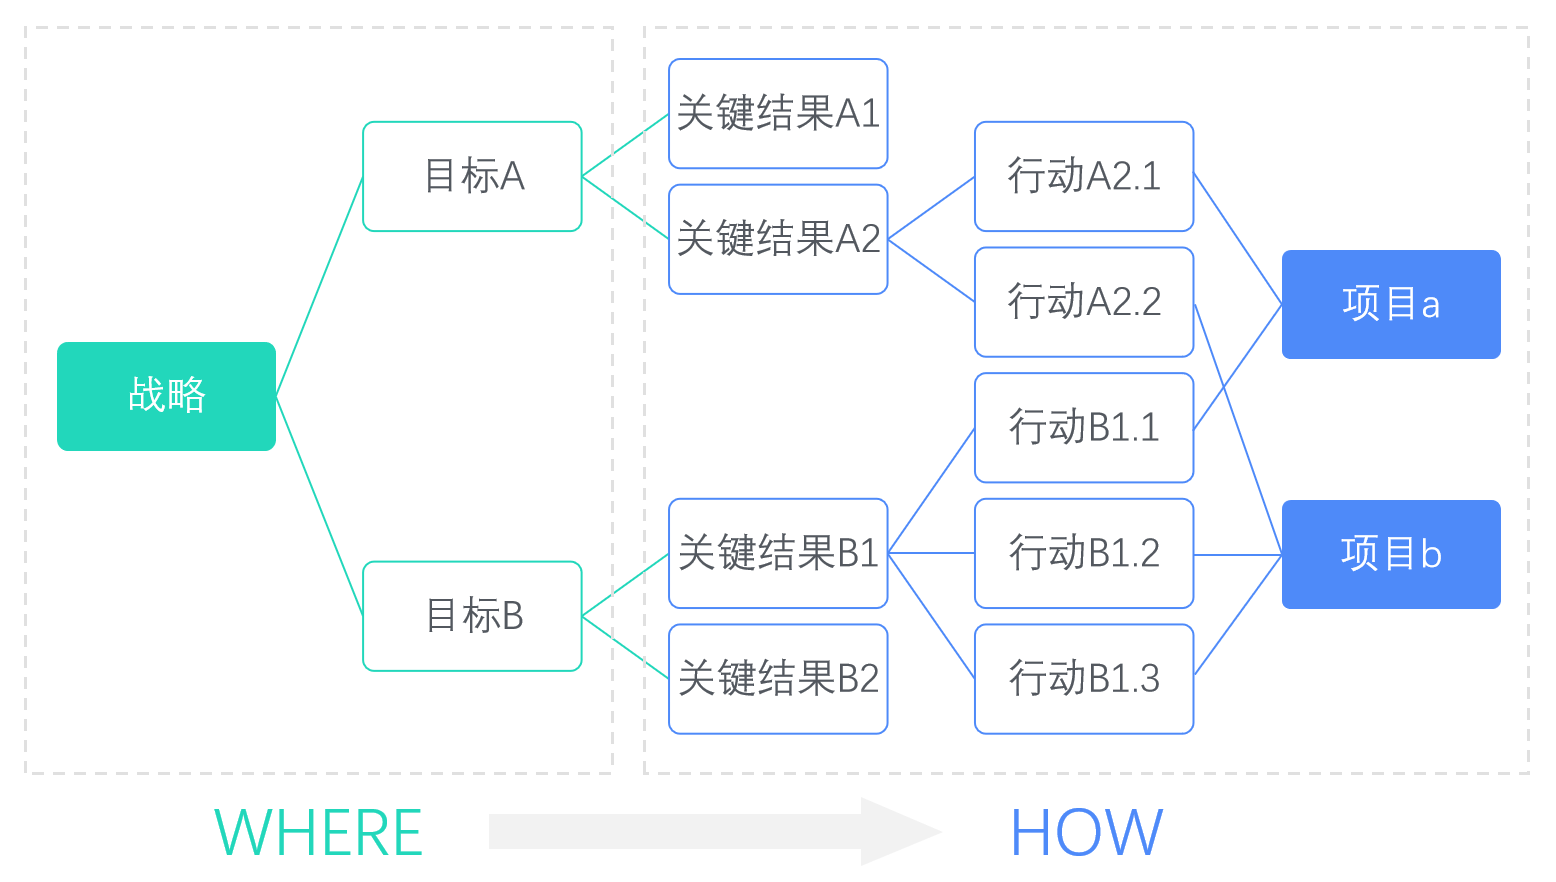 战略
目标A
目标B
关键结果A1
关键结果A2
关键结果B1
关键结果B2
行动A2.1
行动A2.2
行动B1.1
行动B1.2
行动B1.3
项目a
项目b
WHERE
HOW